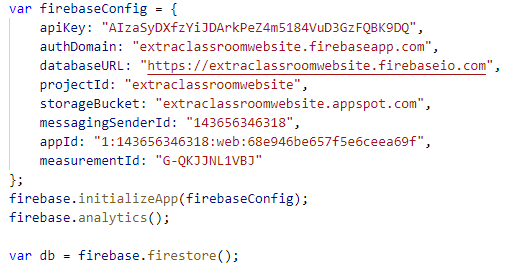 var firebaseConfig = {
apiKey: "AIzaSyDXfzYiJDArkPeZ4m5184VuD3GzFQBK9DQ",
authDomain: "extraclassroomwebsite.firebaseapp.com",
databaseURL: "https://extraclassroomwebsite.firebaseio.com",
projectId: "extraclassroomwebsite",
storageBucket: "extraclassroomwebsite.appspot.com",
messagingSenderId: "143656346318",
appId: "1:143656346318:web:68e946be657f5e6ceea69f",
measurementId: "G-QKJJNL1VBJ"
};
firebase.initializeApp(firebaseConfig);
firebase.analytics();
var db = firebase.firestore();